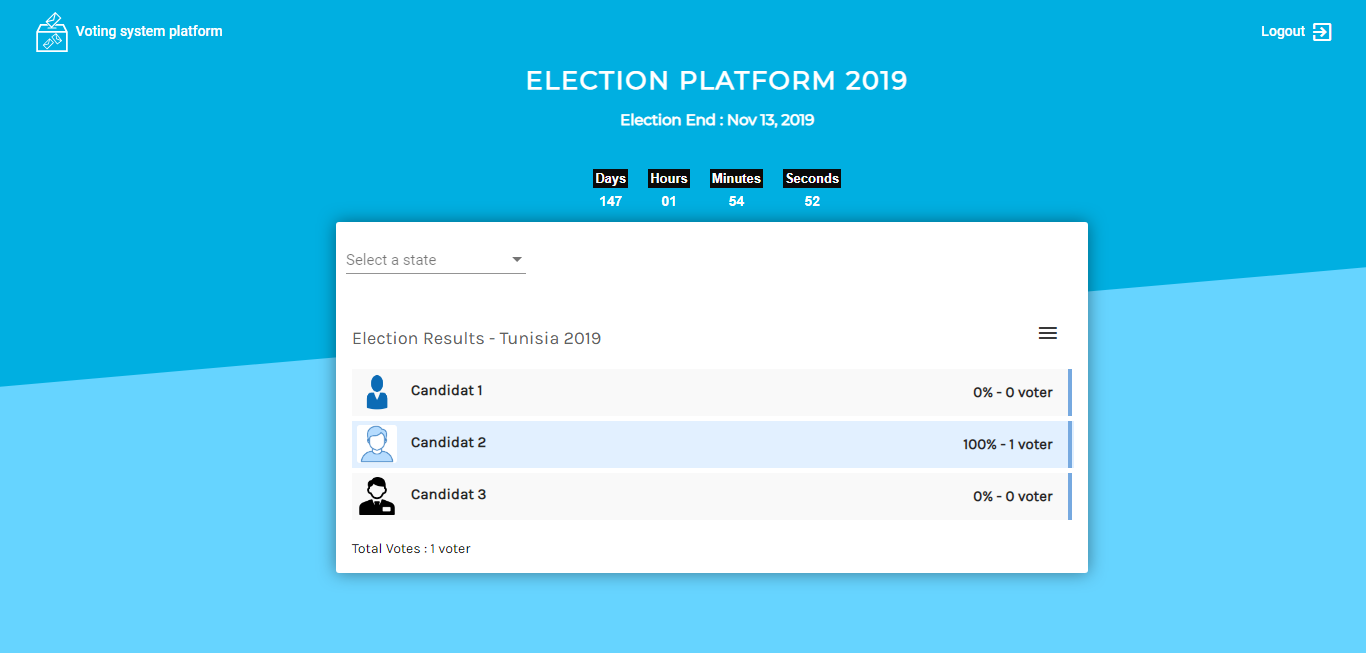 Voting system platform
Logout
ELECTION PLATFORM 2019
Election End : Nov 13, 2019
Days Hours Minutes Seconds
147 01 54 52
Select a state
Election Results - Tunisia 2019
Candidat 1 0% - 0 voter
Candidat 2 100% - 1 voter
Candidat 3 0% - 0 voter
Total Votes : 1 voter